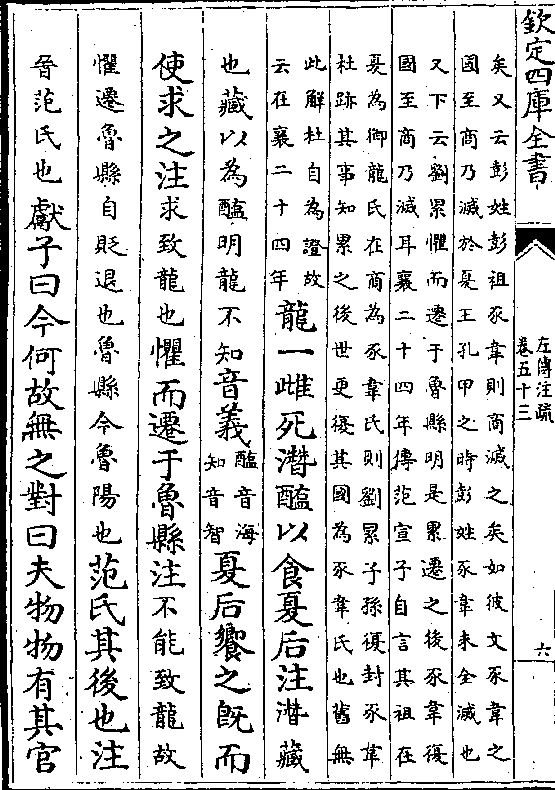 欽定四庫全書
左傳注疏
卷五十三
六
矣又云彭姓彭祖豕韋則商滅之矣如彼文豕韋之
國至商乃滅於夏王孔甲之時彭姓豕韋未全滅也
又下云劉累懼而遷于魯縣明是累遷之後豕韋復
國至商乃滅耳襄二十四年傳范宣子自言其祖在
夏為御龍氏在商為豕韋氏則劉累子孫復封豕韋
杜跡其事知累之後世更復其國為豕韋氏也舊無
此解杜自為證故
云在襄二十四年
龍一雌死潛醢以食夏后注潛藏
也藏以為醢明龍不知音義
醢音海
知音智
夏后饗之既而
使求之注求致龍也懼而遷于魯縣注不能致龍故
懼遷魯縣自貶退也魯縣今魯陽也范氏其後也注
晉范氏也獻子曰今何故無之對曰夫物物有其官